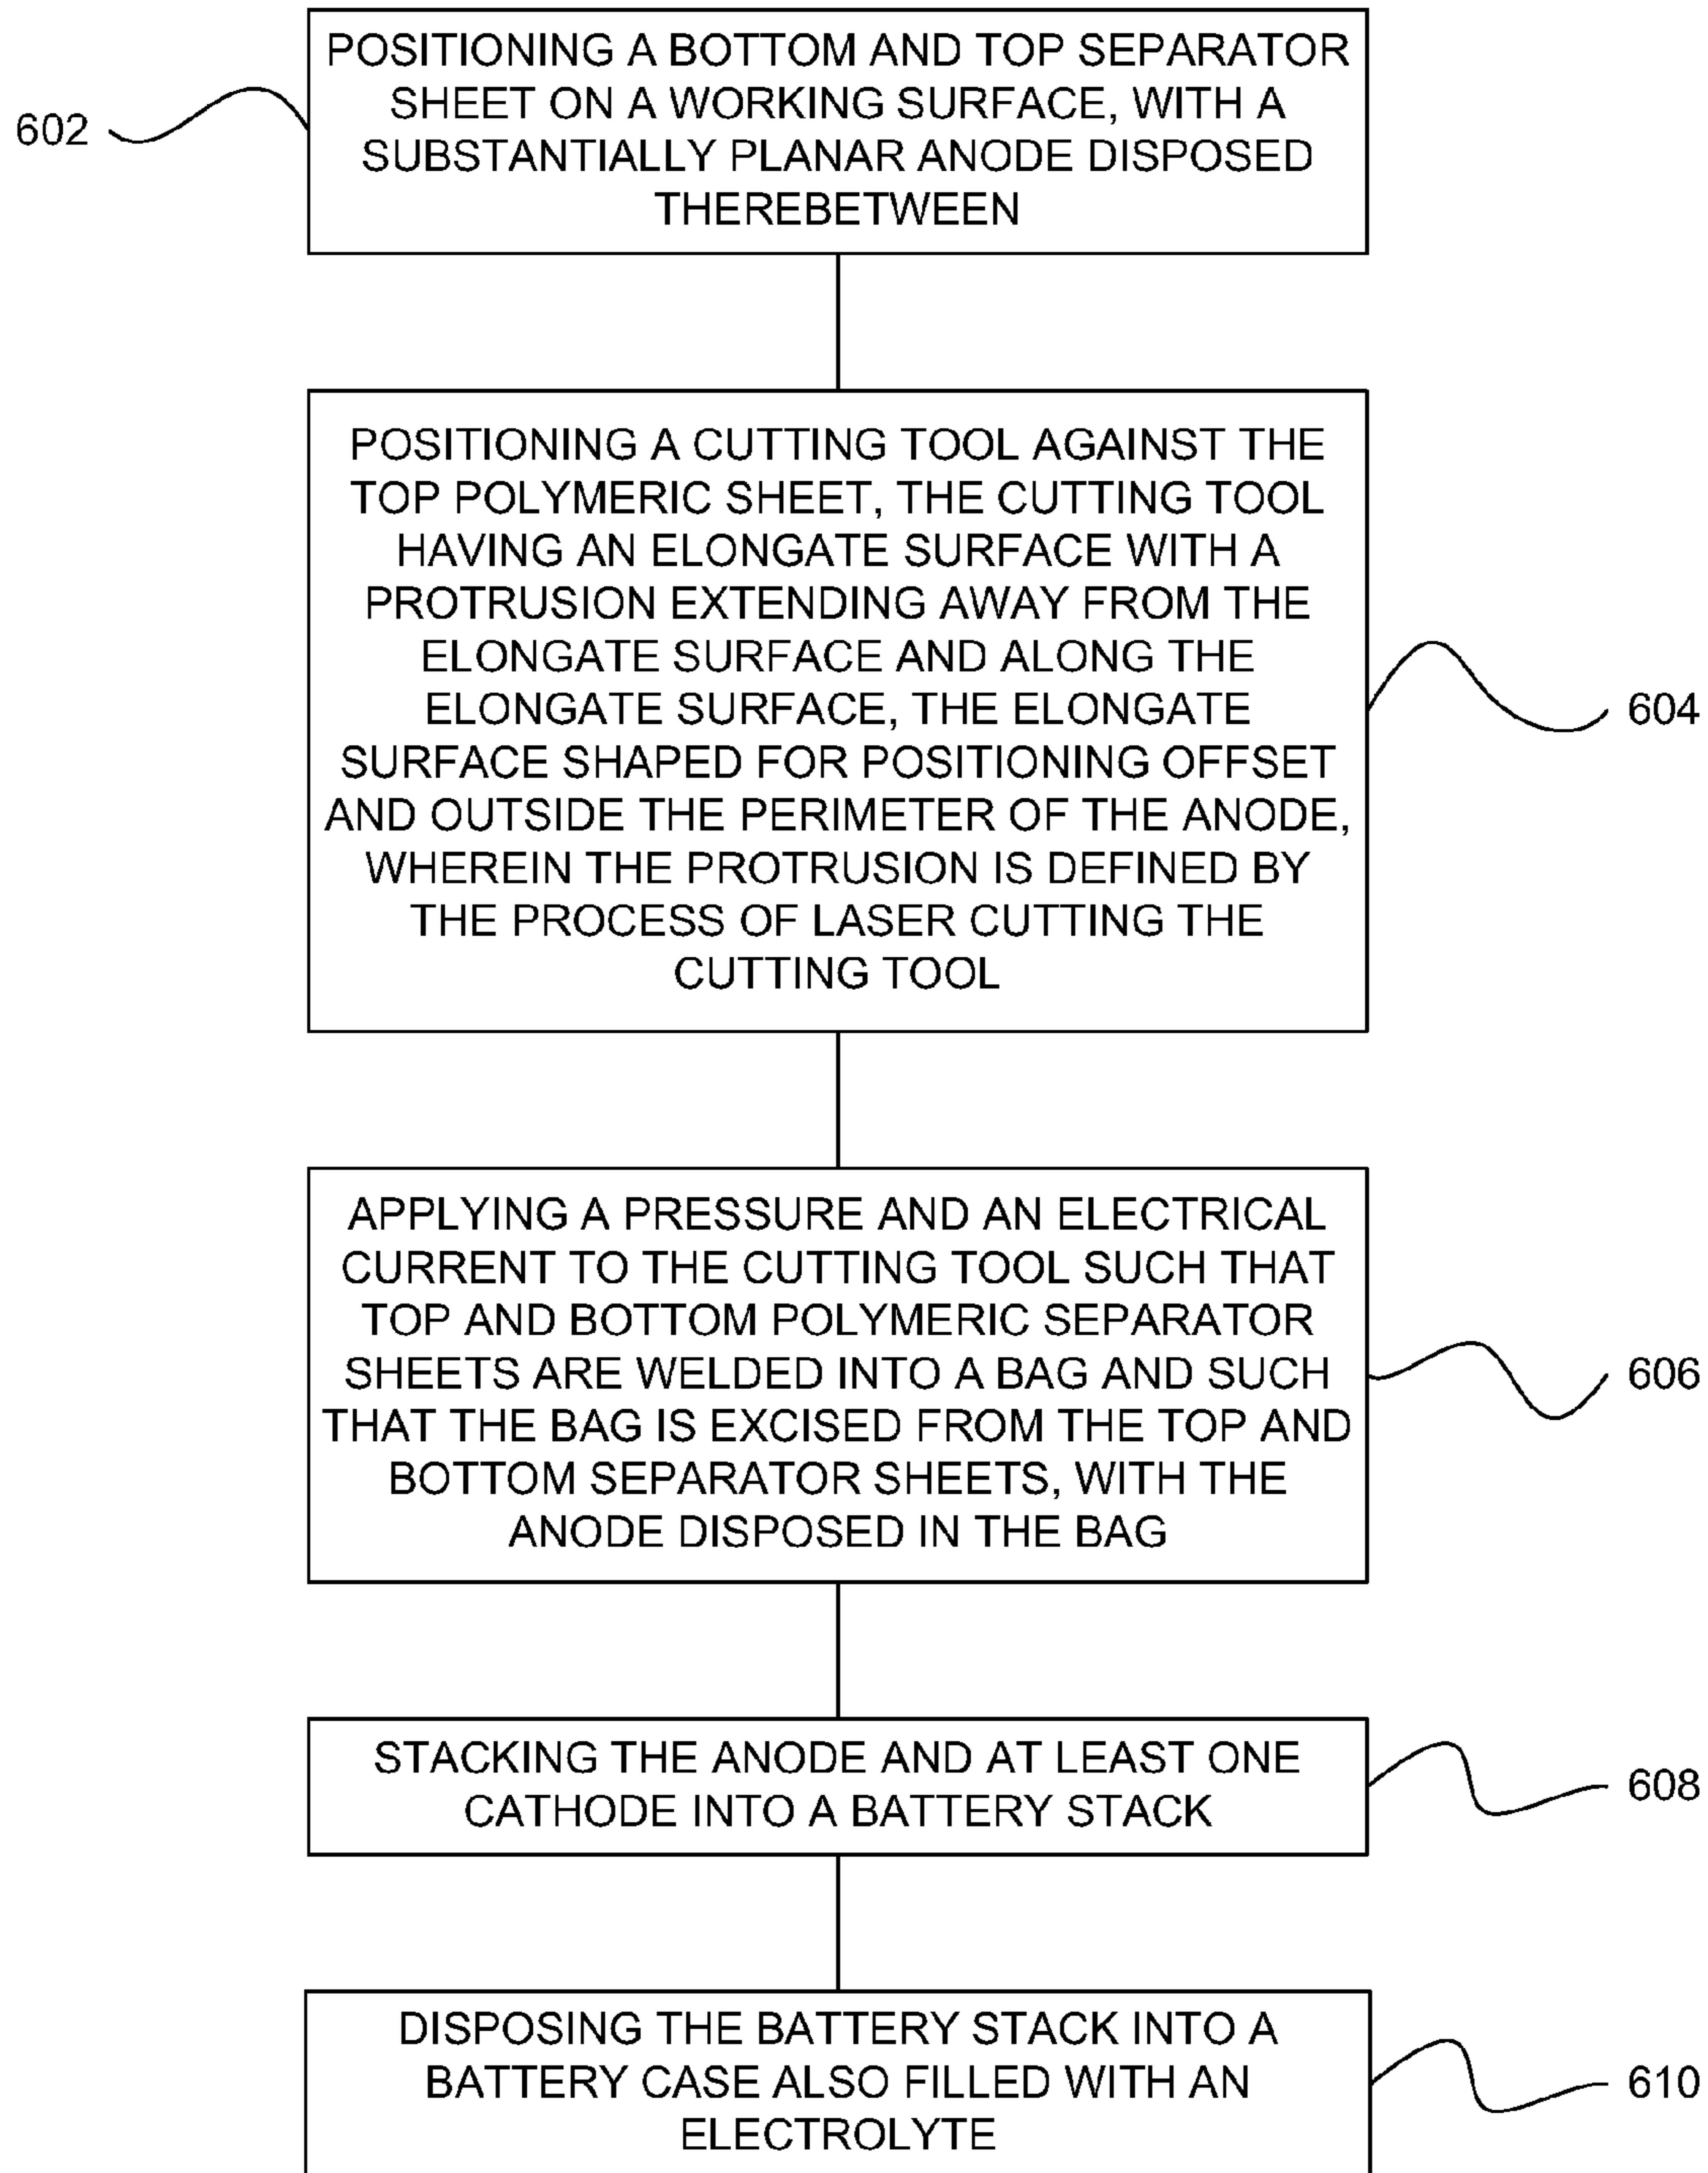 602
POSITIONING A BOTTOM AND TOP SEPARATOR
SHEET ON A WORKING SURFACE, WITH A
SUBSTANTIALLY PLANAR ANODE DISPOSED
THEREBETWEEN
POSITIONING A CUTTING TOOL AGAINST THE
TOP POLYMERIC SHEET, THE CUTTING TOOL
HAVING AN ELONGATE SURFACE WITH A
PROTRUSION EXTENDING AWAY FROM THE
ELONGATE SURFACE AND ALONG THE
ELONGATE SURFACE, THE ELONGATE
SURFACE SHAPED FOR POSITIONING OFFSET
AND OUTSIDE THE PERIMETER OF THE ANODE,
WHEREIN THE PROTRUSION IS DEFINED BY
THE PROCESS OF LASER CUTTING THE
CUTTING TOOL
604
APPLYING A PRESSURE AND AN ELECTRICAL
CURRENT TO THE CUTTING TOOL SUCH THAT
TOP AND BOTTOM POLYMERIC SEPARATOR
SHEETS ARE WELDED INTO A BAG AND SUCH
THAT THE BAG IS EXCISED FROM THE TOP AND
BOTTOM SEPARATOR SHEETS, WITH THE
ANODE DISPOSED IN THE BAG
606
STACKING THE ANODE AND AT LEAST ONE
CATHODE INTO A BATTERY STACK
608
DISPOSING THE BATTERY STACK INTO A
BATTERY CASE ALSO FILLED WITH AN
ELECTROLYTE
610